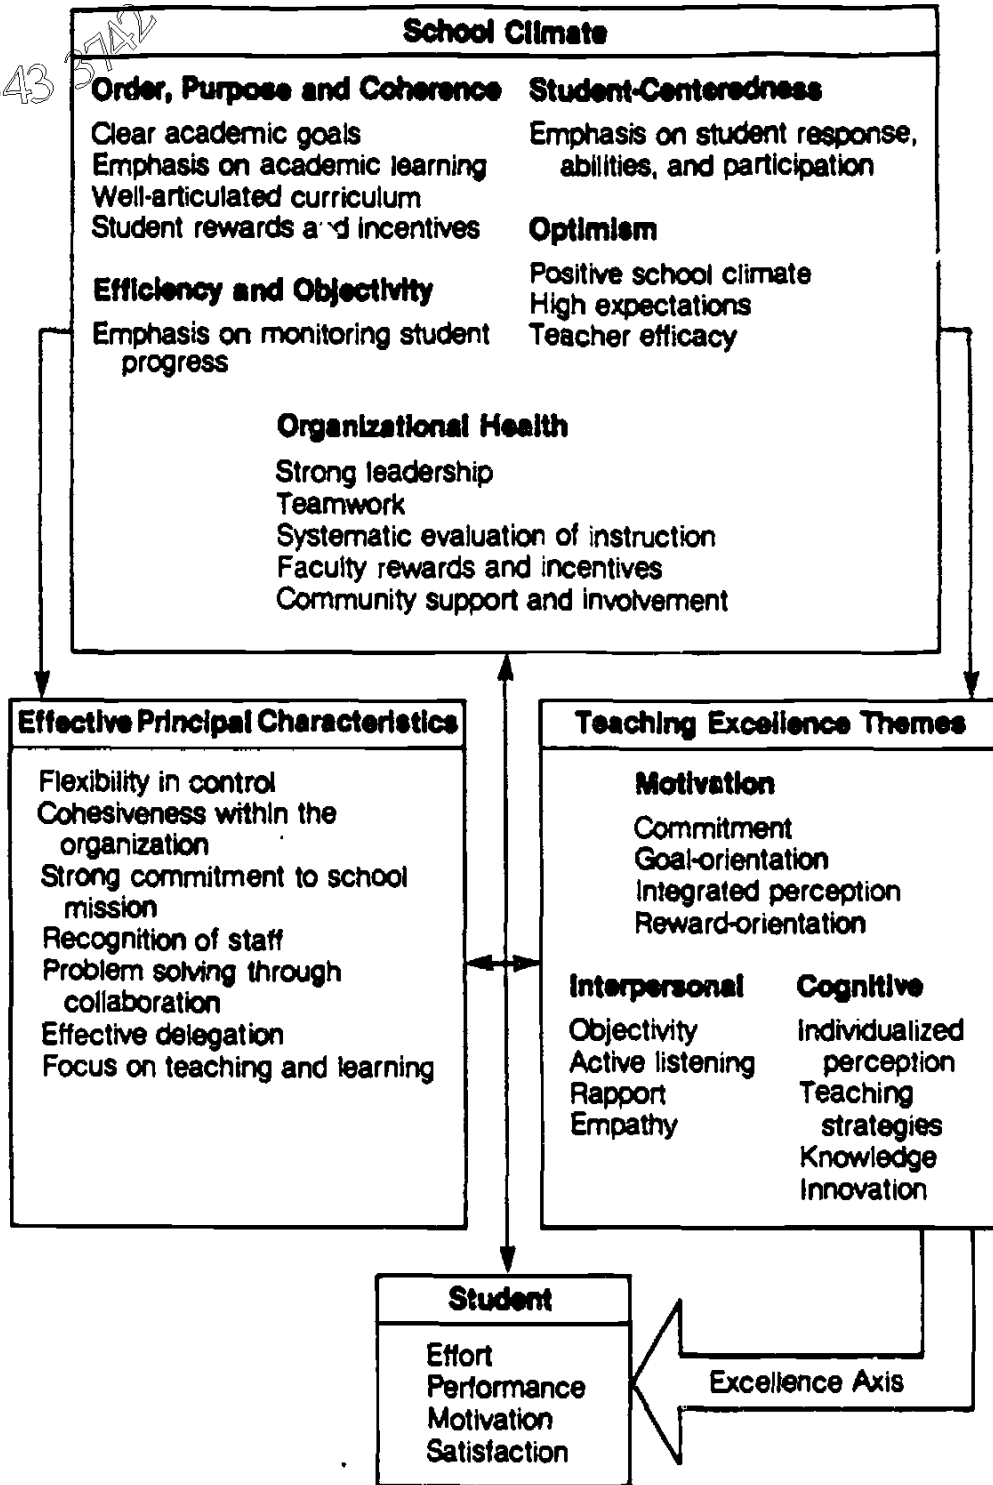 43 3742
School Climate
Order, Purpose and Coherence
Clear academic goals
Emphasis on academic learning
Well-articulated curriculum
Student rewards and incentives
Efficiency and Objectivity
Emphasis on monitoring student
progress
Student-Centeredness
Emphasis on student response,
abilities, and participation
Optimism
Positive school climate
High expectations
Teacher efficacy
Organizational Health
Strong leadership
Teamwork
Systematic evaluation of instruction
Faculty rewards and incentives
Community support and involvement
Effective Principal Characteristics
Flexibility in control
Cohesiveness within the
organization
Strong commitment to school
mission
Recognition of staff
Problem solving through
collaboration
Effective delegation
Focus on teaching and learning
Teaching Excellence Themes
Motivation
Commitment
Goal-orientation
Integrated perception
Reward-orientation
Interpersonal
Objectivity
Active listening
Rapport
Empathy
Cognitive
Individualized
perception
Teaching
strategies
Knowledge
Innovation
Student
Effort
Performance
Motivation
Satisfaction
Excellence Axis